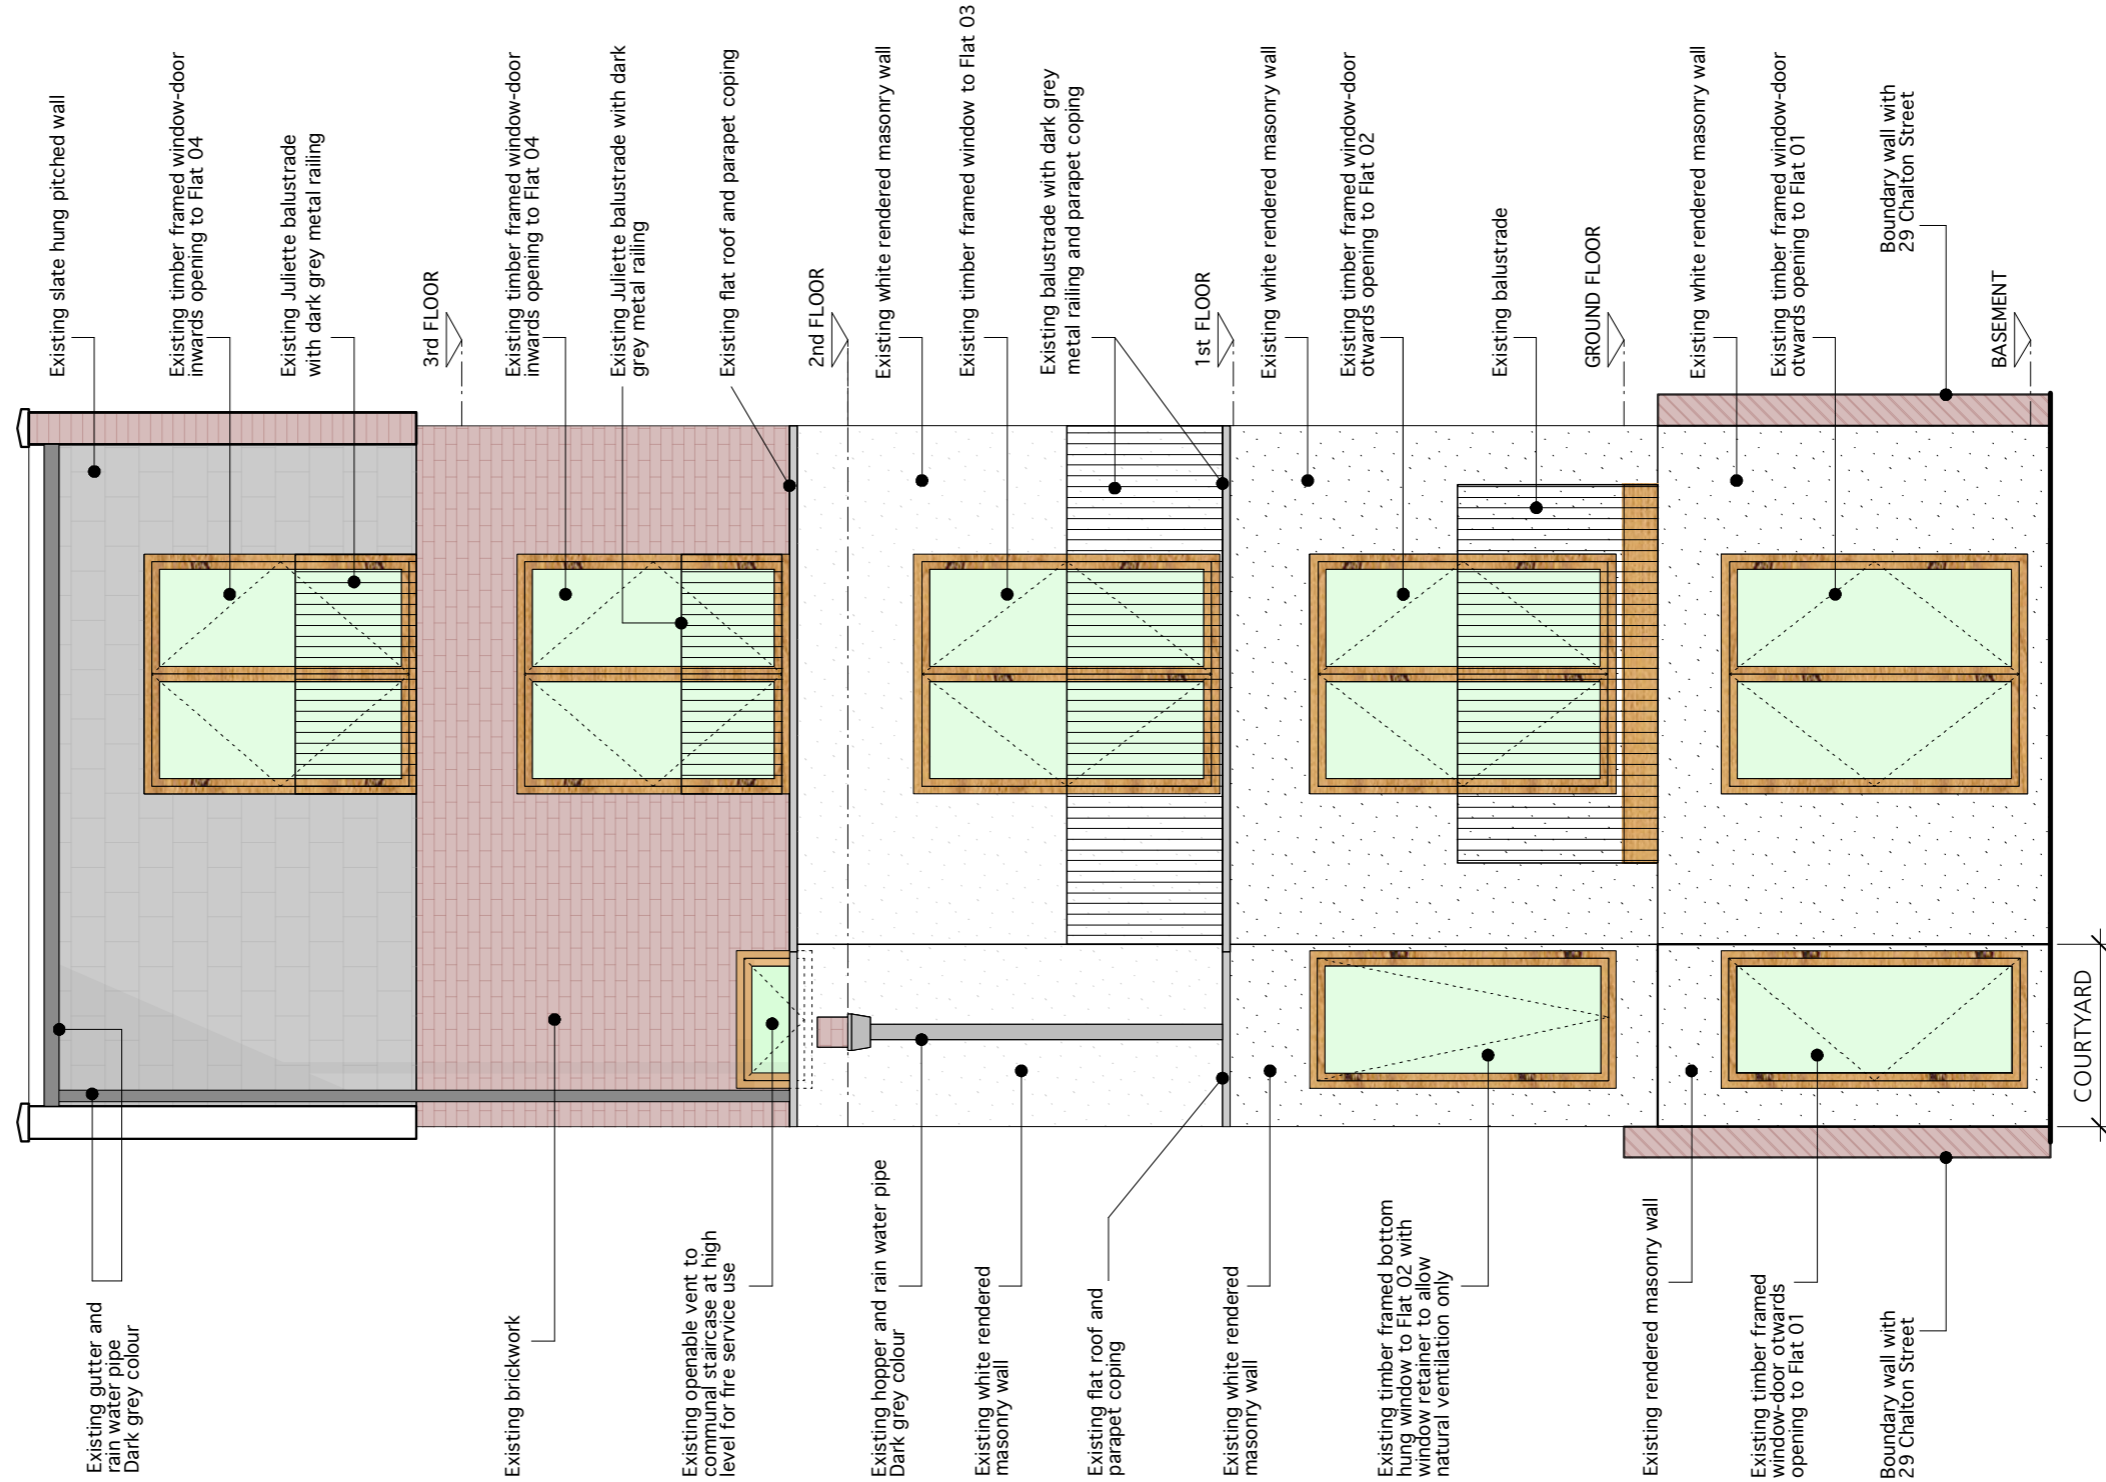 Existing slate hung pitched wall
Existing timber framed window-door
inwards opening to Flat 04
Existing Juliette balustrade
with dark grey metal railing
3rd FLOOR
Existing timber framed window-door
inwards opening to Flat 04
Existing Juliette balustrade with dark
grey metal railing
Existing flat roof and parapet coping
2nd FLOOR
Existing white rendered masonry wall
Existing timber framed window to Flat 03
Existing balustrade with dark grey
metal railing and parapet coping
1st FLOOR
Existing white rendered masonry wall
Existing timber framed window-door
otwards opening to Flat 02
Existing balustrade
GROUND FLOOR
Existing white rendered masonry wall
Existing timber framed window-door
otwards opening to Flat 01
Boundary wall with
29 Chalton Street
BASEMENT
Existing gutter and
rain water pipe
Dark grey colour
Existing brickwork
Existing openable vent to
communal staircase at high
level for fire service use
Existing hopper and rain water pipe
Dark grey colour
Existing white rendered
masonry wall
Existing flat roof and
parapet coping
Existing white rendered
masonry wall
Existing timber framed bottom
hung window to Flat 02 with
window retainer to allow
natural ventilation only
Existing rendered masonry wall
Existing timber framed
window-door otwards
opening to Flat 01
Boundary wall with
29 Chalton Street
COURTYARD